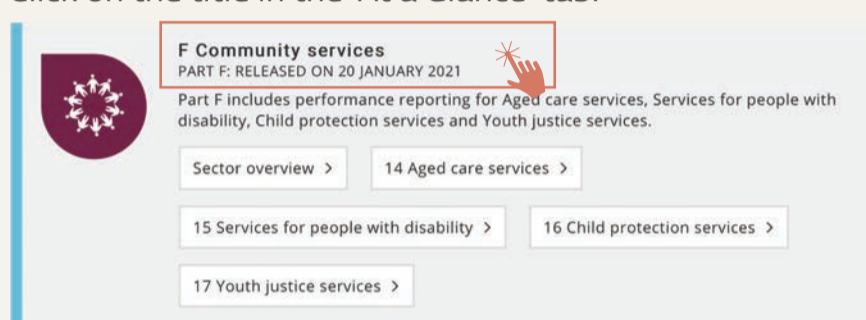 F Community services
PART F: RELEASED ON 20 JANUARY 2021
Part F includes performance reporting for Aged care services, Services for people with
disability, Child protection services and Youth justice services.
Sector overview >
14 Aged care services >
15 Services for people with disability >
16 Child protection services >
17 Youth justice services >